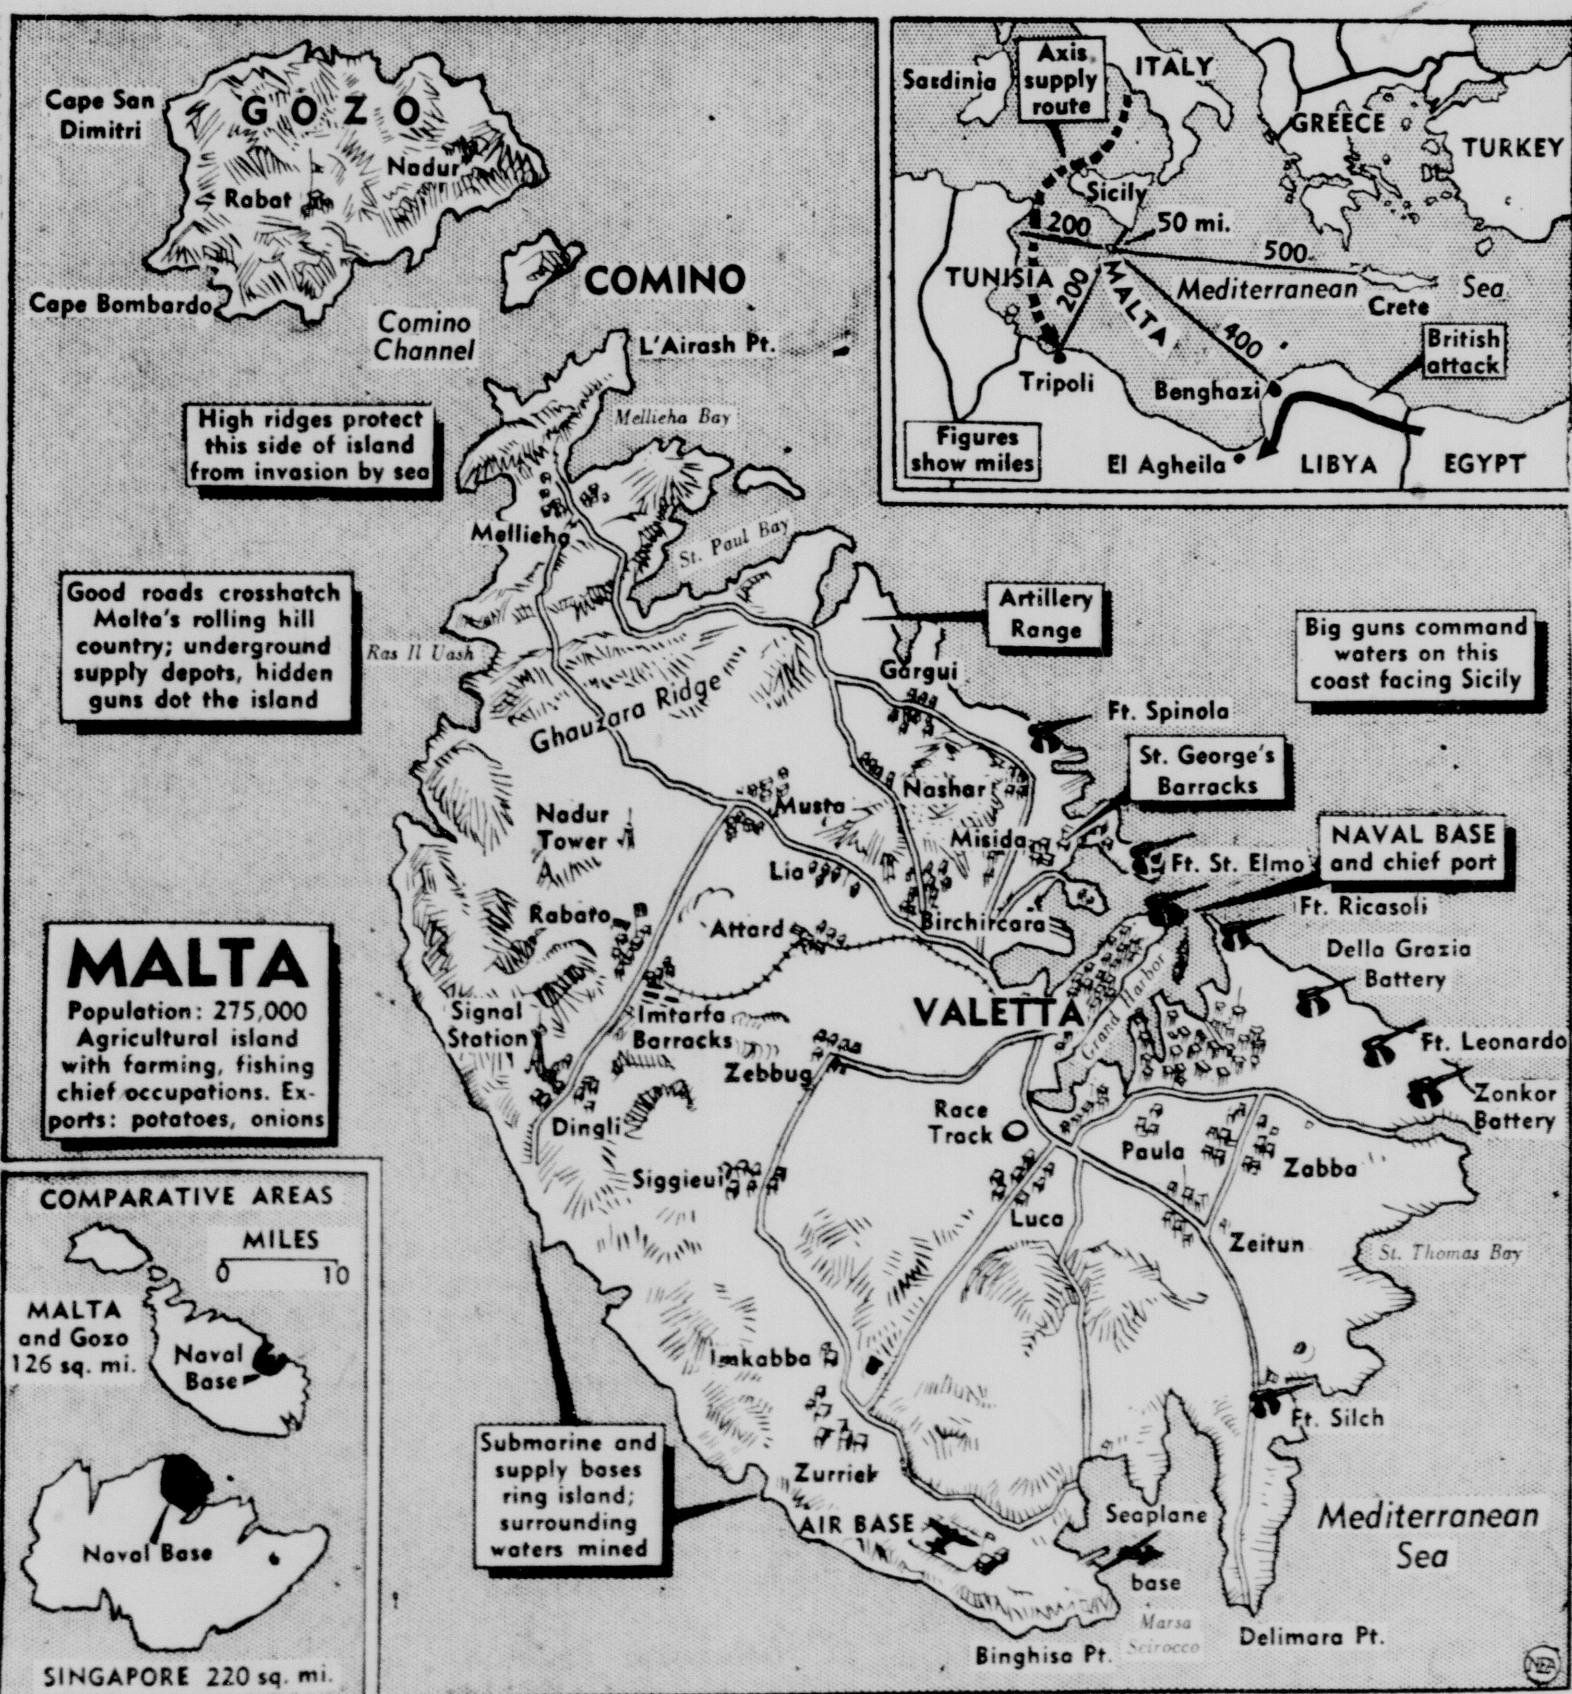 Cape San
Dimitri
GOZO
Nadur
Rabat
Cape Bombardo
COMINO
Comino
Channel
L'Airash Pt.
Mellieha Bay
High ridges protect
this side of island
from invasion by sea
Mellieha
St. Paul Bay
Good roads crosshatch
Malta's rolling hill
country; underground
supply depots, hidden
guns dot the island
Ras Il Uash
Ghauzara Ridge
Artillery
Range
Gargui
Big guns command
waters on this
coast facing Sicily
Ft. Spinola
St. George's
Barracks
Nashar
Musta
Misida
Nadur
Tower
Lia
Ft. St. Elmo
NAVAL BASE
and chief port
Ft. Ricasoli
Rabato
Attard
Birchircara
Della Grazia
Battery
Grand Harbor
VALETTA
Signal
Station
Imtarfa
Barracks
Zebbug
Ft. Leonardo
Zonkor
Battery
Race
Track
Dingli
Paula
Zabba
Siggieui
Luca
Zeitun
St. Thomas Bay
Imkabba
Ft. Silch
Zurriek
Submarine and
supply bases
ring island;
surrounding
waters mined
AIR BASE
Seaplane
base
Marsa
Scirocco
Binghisa Pt.
Delimara Pt.
Mediterranean
Sea
NEA
MALTA
Population: 275,000
Agricultural island
with farming, fishing
chief occupations. Ex-
ports: potatoes, onions
COMPARATIVE AREAS
MILES
0 10
MALTA
and Gozo
126 sq. mi.
Naval
Base
Naval Base
SINGAPORE 220 sq. mi.
Sardinia
Axis
supply
route
ITALY
GREECE
TURKEY
Sicily
200
50 mi.
500
TUNISIA
200
MALTA
Mediterranean
Sea
Crete
400
British
attack
Tripoli
Benghazi
Figures
show miles
El Agheila
LIBYA
EGYPT